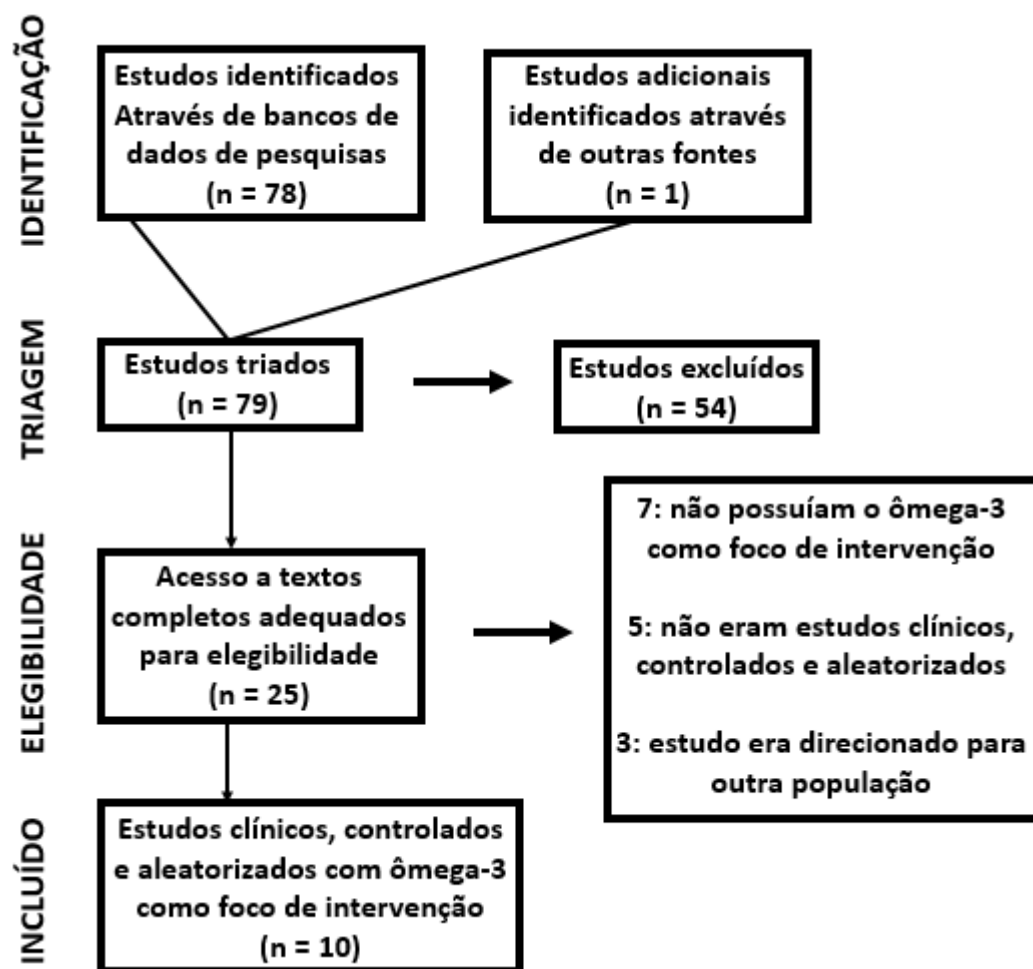 IDENTIFICAÇÃO
Estudos identificados
Através de bancos de
dados de pesquisas
(n = 78)
Estudos adicionais
identificados através
de outras fontes
(n = 1)
TRIAGEM
Estudos triados
(n = 79)
Estudos excluídos
(n = 54)
ELEGIBILIDADE
Acesso a textos
completos adequados
para elegibilidade
(n = 25)
7: não possuíam o ômega-3
como foco de intervenção
5: não eram estudos clínicos,
controlados e aleatorizados
3: estudo era direcionado para
outra população
INCLUÍDO
Estudos clínicos, controlados
e aleatorizados com ômega-3
como foco de intervenção
(n = 10)